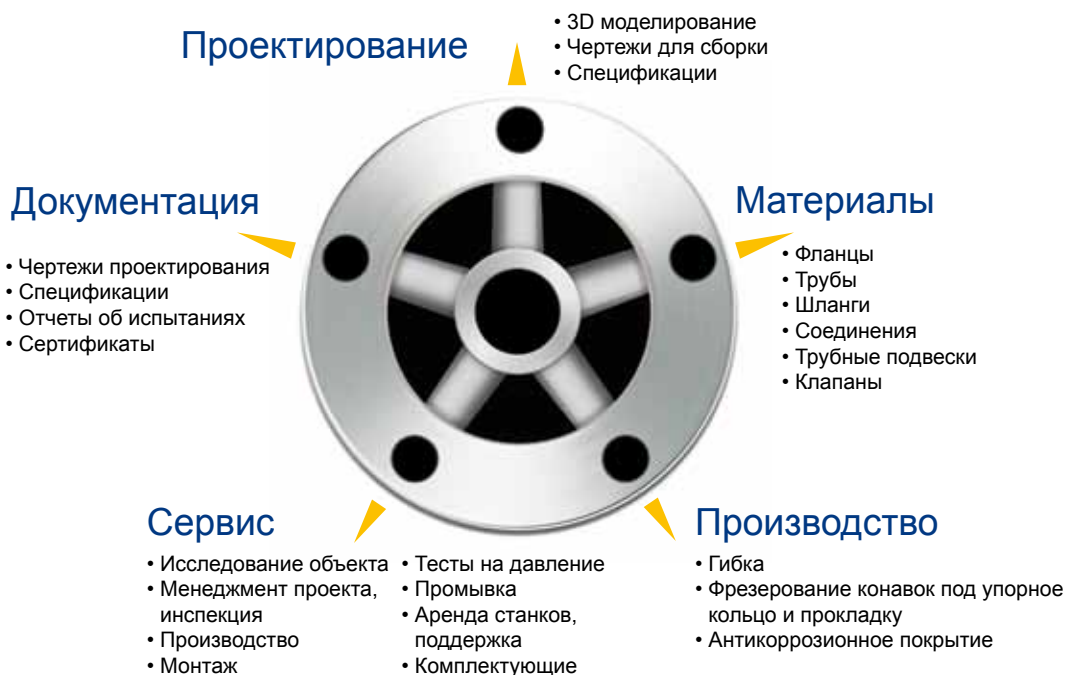 Проектирование
• 3D моделирование
• Чертежи для сборки
• Спецификации
Документация
• Чертежи проектирования
• Спецификации
• Отчеты об испытаниях
• Сертификаты
Материалы
• Фланцы
• Трубы
• Шланги
• Соединения
• Трубные подвески
• Клапаны
Сервис
• Исследование объекта
• Менеджмент проекта,
инспекция
• Производство
• Монтаж
• Тесты на давление
• Промывка
• Аренда станков,
поддержка
• Комплектующие
Производство
• Гибка
• Фрезерование конавок под упорное
кольцо и прокладку
• Антикоррозионное покрытие